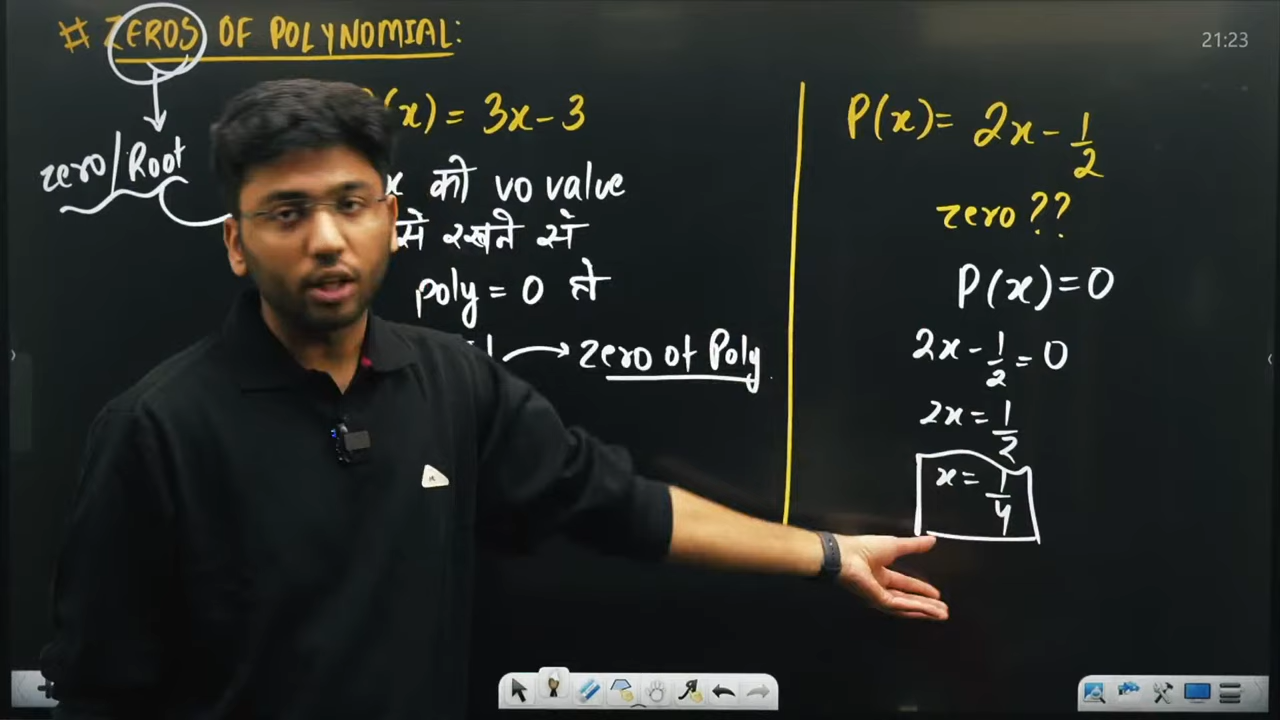 # ZEROS OF POLYNOMIAL:
21:23
zero/Root
(x) = 3x - 3
x को vo value
से रखने से
poly = 0 हो
→ zero of Poly
P(x) = 2x - 1/2
zero ??
P(x) = 0
2x - 1/2 = 0
2x = 1/2
x = 1/4